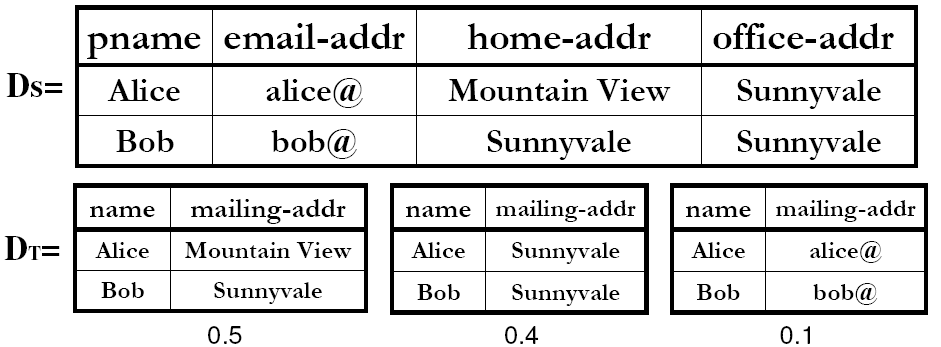 pname email-addr home-addr office-addr
Ds= Alice alice@ Mountain View Sunnyvale
Bob bob@ Sunnyvale Sunnyvale
name mailing-addr name mailing-addr name mailing-addr
DT= Alice Mountain View Alice Sunnyvale Alice alice@
Bob Sunnyvale Bob Sunnyvale Bob bob@
0.5 0.4 0.1